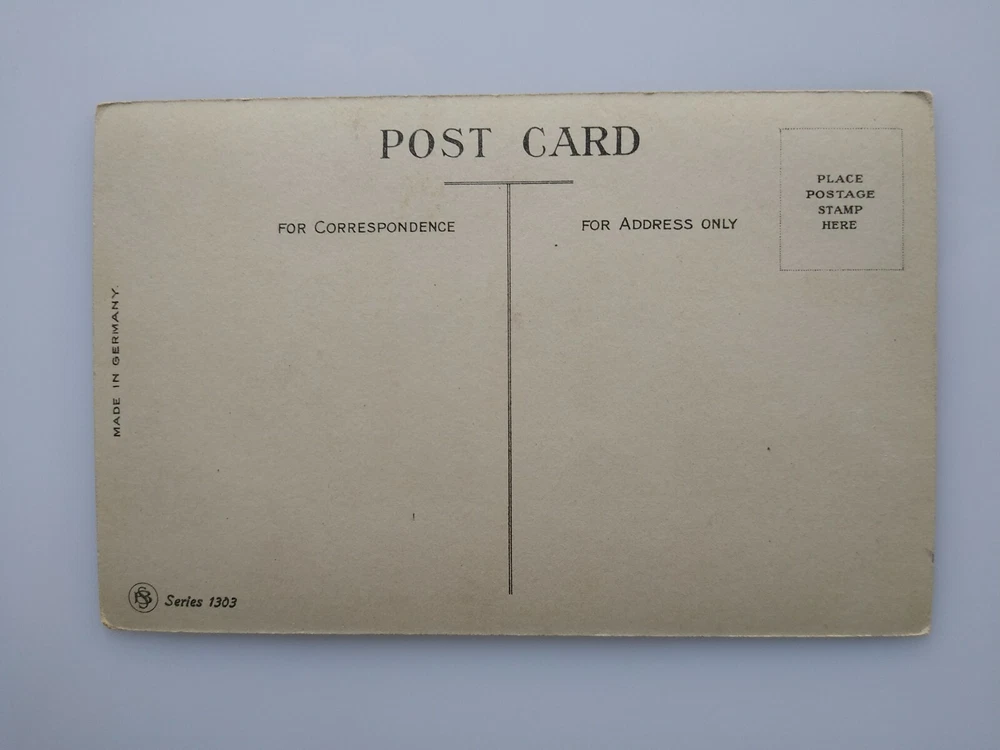 POST CARD
FOR CORRESPONDENCE
FOR ADDRESS ONLY
PLACE
POSTAGE
STAMP
HERE
MADE IN GERMANY.
Series 1303